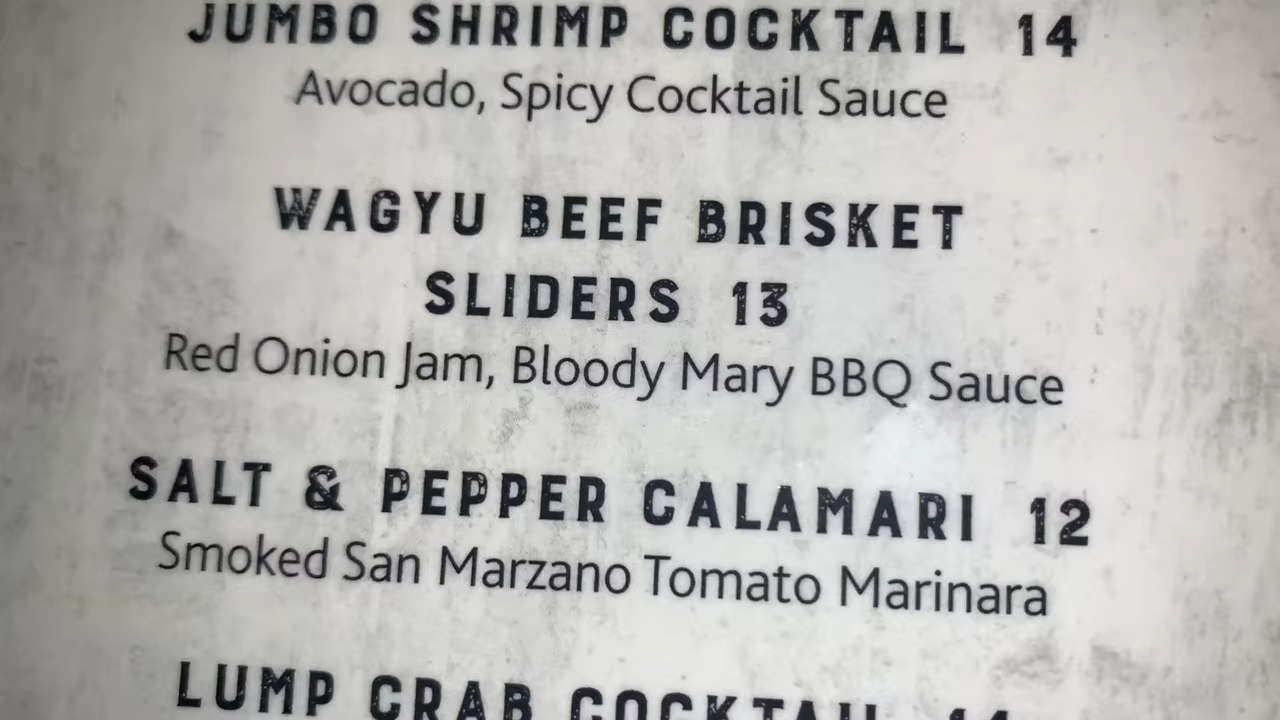 JUMBO SHRIMP COCKTAIL 14
Avocado, Spicy Cocktail Sauce
WAGYU BEEF BRISKET
SLIDERS 13
Red Onion Jam, Bloody Mary BBQ Sauce
SALT & PEPPER CALAMARI 12
Smoked San Marzano Tomato Marinara
LUMP CRAB COCKTAIL